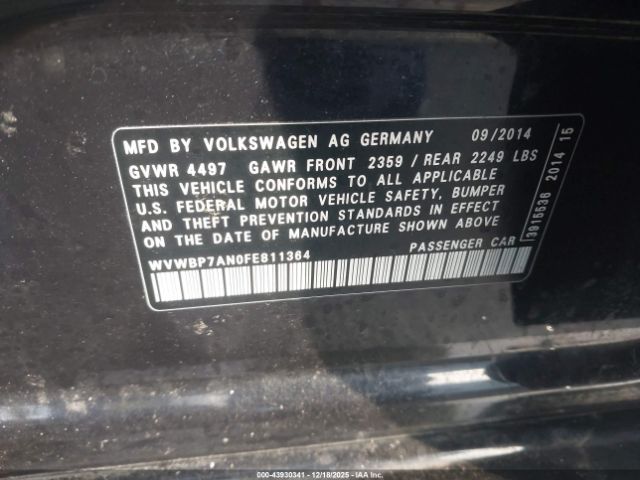 MFD BY VOLKSWAGEN AG GERMANY 09/2014
GVWR 4497 GAWR FRONT 2359 / REAR 2249 LBS
THIS VEHICLE CONFORMS TO ALL APPLICABLE
U.S. FEDERAL MOTOR VEHICLE SAFETY, BUMPER
AND THEFT PREVENTION STANDARDS IN EFFECT
ON THE DATE OF MANUFACTURE SHOWN ABOVE
WVWBP7AN0FE811364 PASSENGER CAR
3915536 2014 15
000-43930341 - 12/18/2025 - IAA Inc.